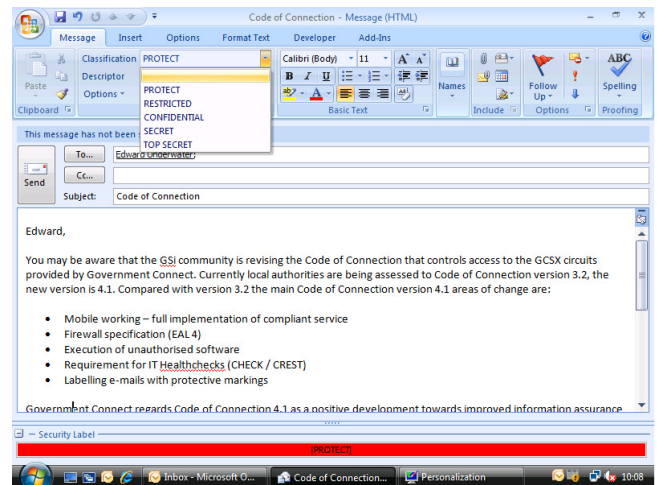 Code of Connection - Message (HTML)
Message Insert Options Format Text Developer Add-Ins
Paste
Clipboard
Classification PROTECT
Descriptor
Options
PROTECT
RESTRICTED
CONFIDENTIAL
SECRET
TOP SECRET
Calibri (Body) 11 A A
B I U
Basic Text
Names
Include
Follow
Up
Options
ABC
Spelling
Proofing
This message has not been
To... Edward Underwater;
Cc...
Send
Subject: Code of Connection
Edward,
You may be aware that the GSi community is revising the Code of Connection that controls access to the GCSX circuits
provided by Government Connect. Currently local authorities are being assessed to Code of Connection version 3.2, the
new version is 4.1. Compared with version 3.2 the main Code of Connection version 4.1 areas of change are:
• Mobile working – full implementation of compliant service
• Firewall specification (EAL 4)
• Execution of unauthorised software
• Requirement for IT Healthchecks (CHECK / CREST)
• Labelling e-mails with protective markings
Government Connect regards Code of Connection 4.1 as a positive development towards improved information assurance
Security Label
[PROTECT]
Inbox - Microsoft O... Code of Connection... Personalization 10:08